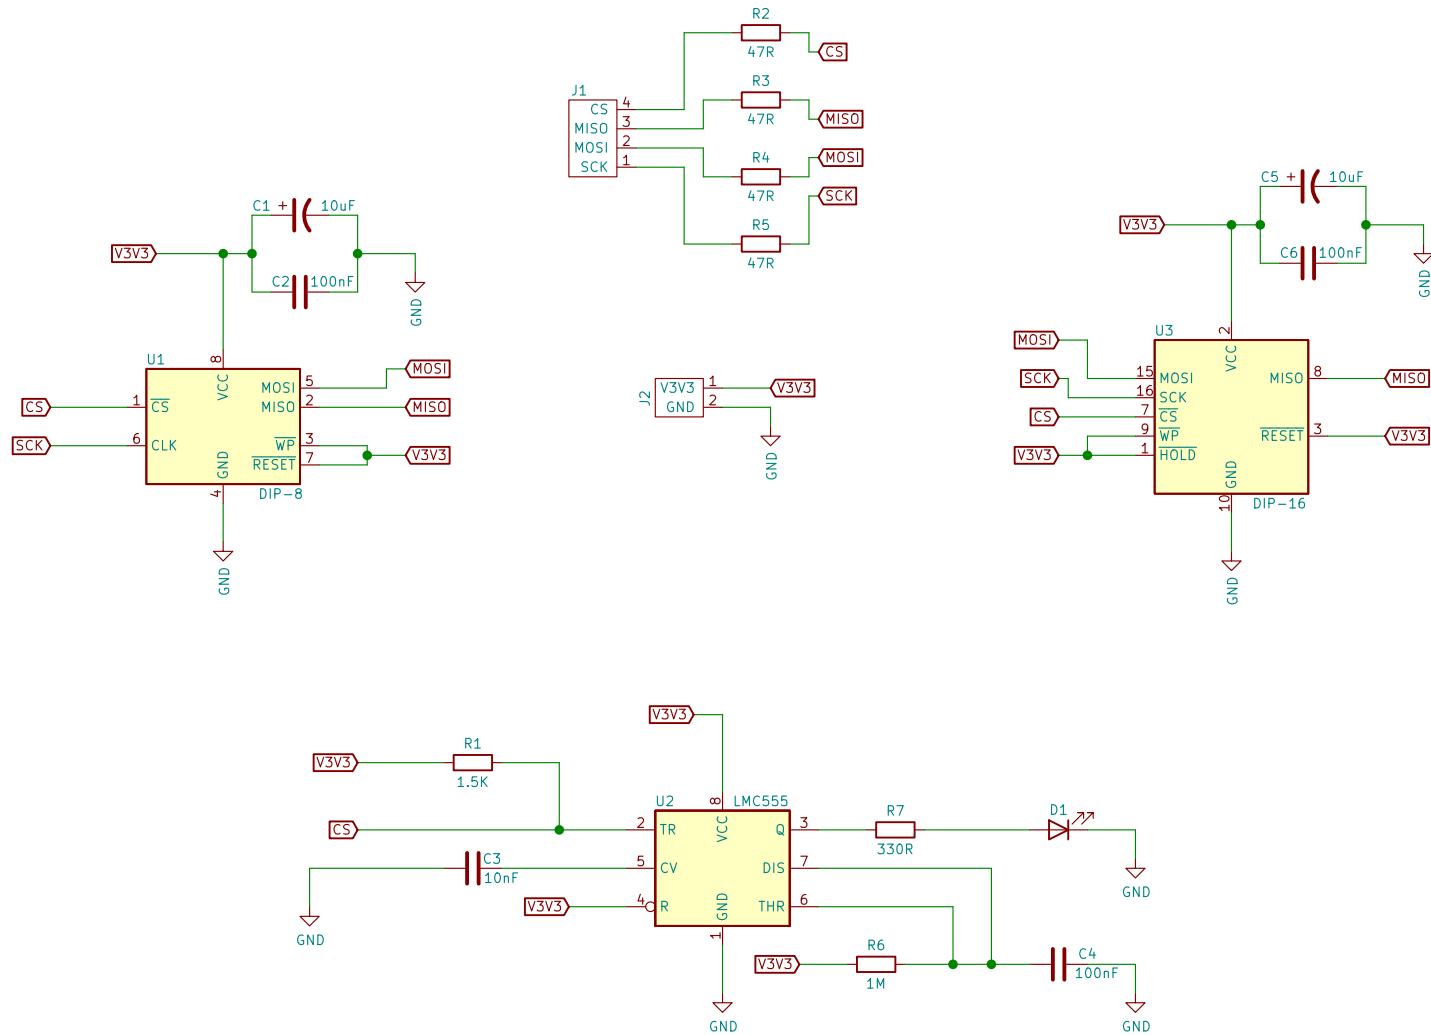 R2
47R
CS
J1
CS 4
MISO 3
MOSI 2
SCK 1
R3
47R
MISO
R4
47R
MOSI
SCK
R5
47R
C1 + 10uF
V3V3
C2 100nF
GND
U1
8
VCC
MOSI 5
MOSI
CS
1 CS
MISO 2
MISO
SCK
6 CLK
WP 3
RESET 7
V3V3
GND
4
DIP-8
GND
J2
V3V3 1
V3V3
GND 2
GND
C5 + 10uF
V3V3
C6 100nF
GND
U3
2
VCC
MOSI
15 MOSI
SCK
16 SCK
CS
7 CS
9 WP
V3V3
1 HOLD
MISO 8
MISO
RESET 3
V3V3
GND
10
DIP-16
GND
V3V3
V3V3
R1
1.5K
U2
LMC555
8
VCC
CS
2 TR
C3
10nF
5 CV
GND
V3V3
4 R
GND
1
GND
Q 3
R7
330R
D1
GND
DIS 7
THR 6
V3V3
R6
1M
C4
100nF
GND